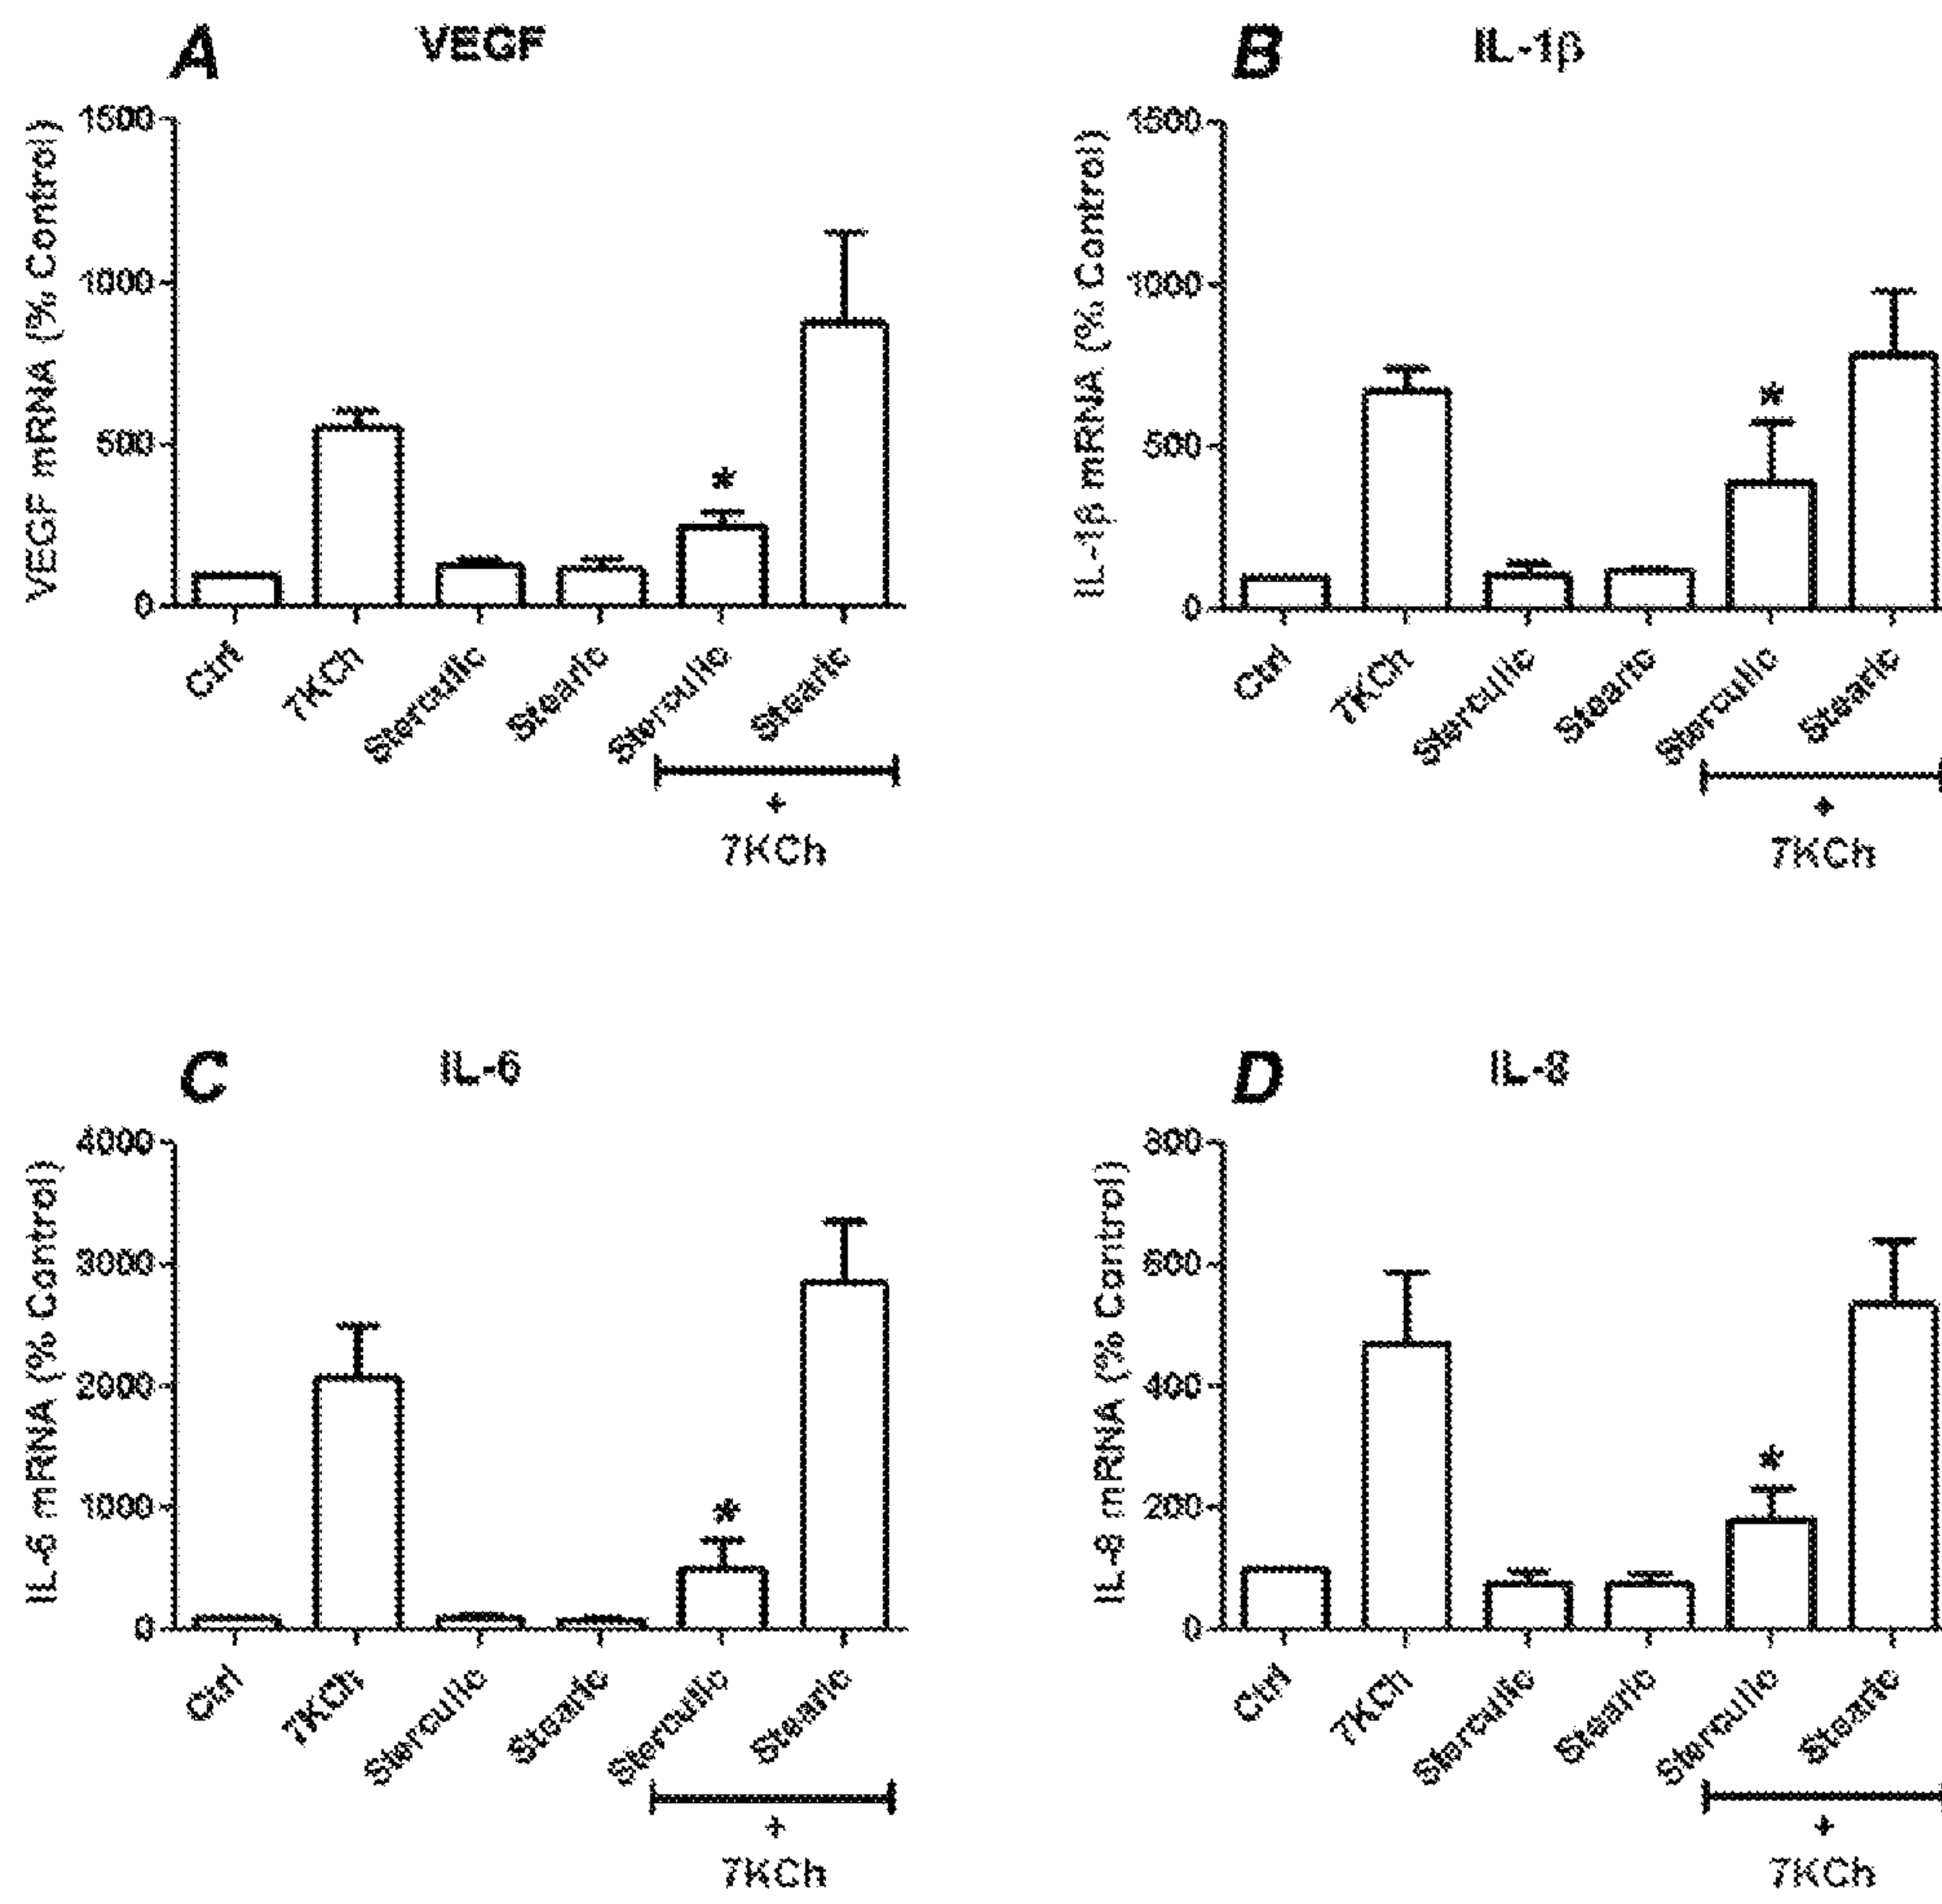 A VEGF
VEGF mRNA (% Control)
1500
1000
500
0
Ctrl
7KCh
Sterculic
Stearic
Sterculic
Stearic
+
7KCh
B IL-1β
IL-1β mRNA (% Control)
1500
1000
500
0
Ctrl
7KCh
Sterculic
Stearic
Sterculic
Stearic
+
7KCh
*
*
C IL-6
IL-6 mRNA (% Control)
4000
3000
2000
1000
0
Ctrl
7KCh
Sterculic
Stearic
Sterculic
Stearic
+
7KCh
*
D IL-8
IL-8 mRNA (% Control)
800
600
400
200
0
Ctrl
7KCh
Sterculic
Stearic
Sterculic
Stearic
+
7KCh
*